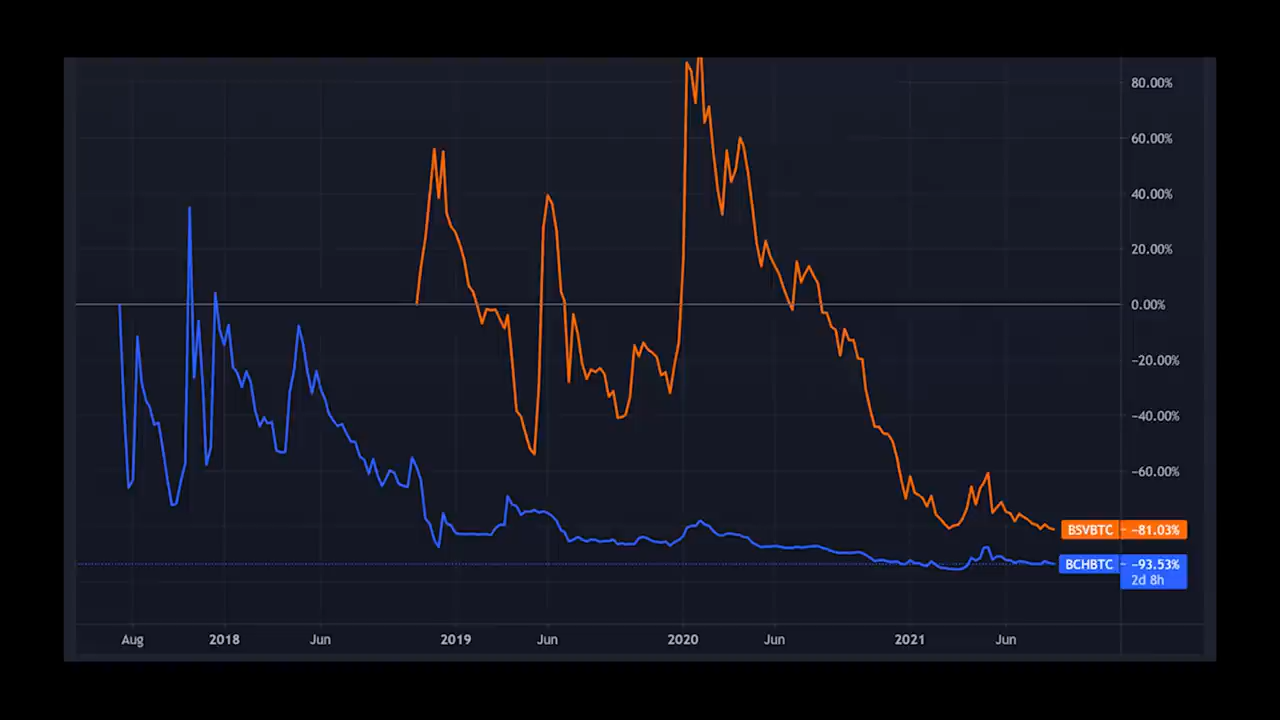 80.00%
60.00%
40.00%
20.00%
0.00%
−20.00%
−40.00%
−60.00%
BSVBTC −81.03%
BCHBTC −93.53%
2d 8h
Aug 2018 Jun 2019 Jun 2020 Jun 2021 Jun